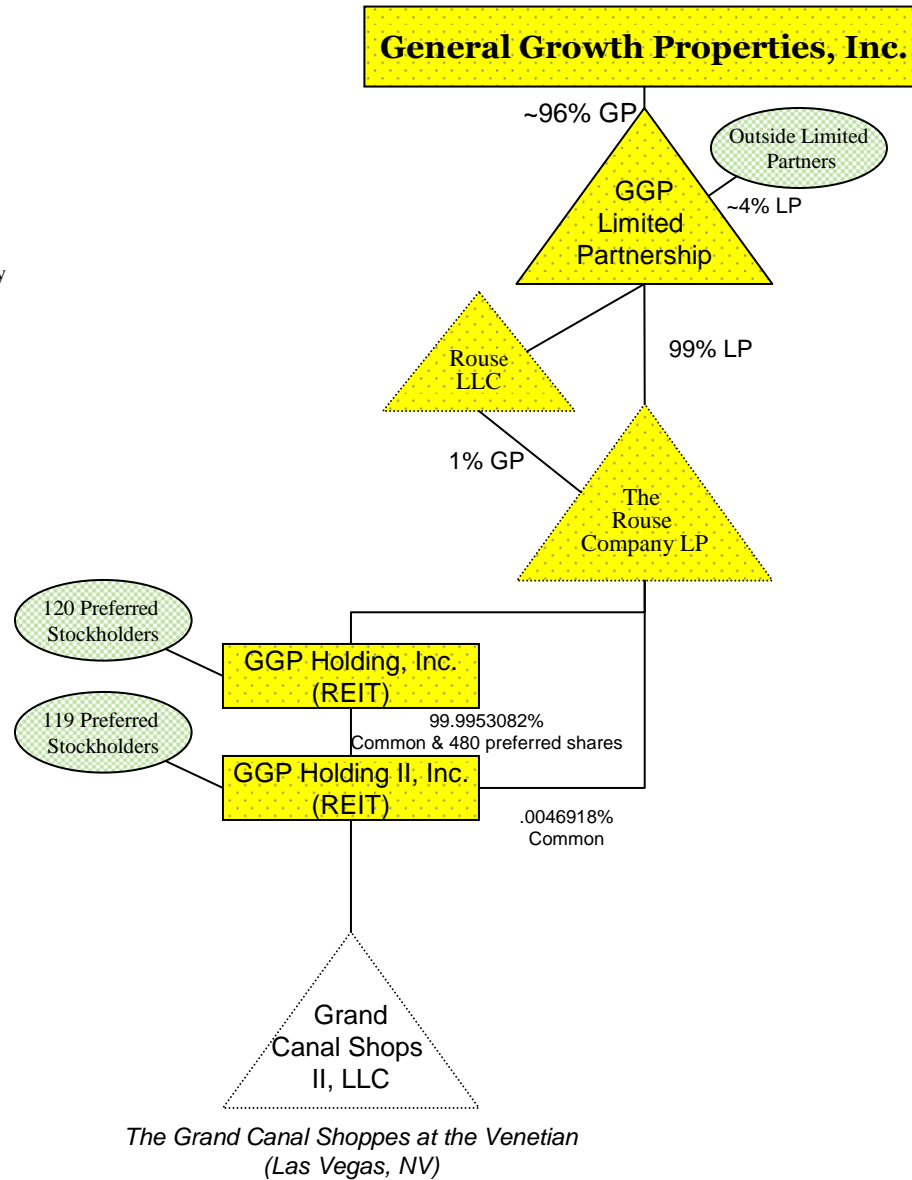 General Growth Properties, Inc.
~96% GP
Outside Limited
Partners
GGP
Limited
Partnership
~4% LP
y
Rouse
LLC
99% LP
1% GP
The
Rouse
Company LP
120 Preferred
Stockholders
GGP Holding, Inc.
(REIT)
119 Preferred
Stockholders
99.9953082%
Common & 480 preferred shares
GGP Holding II, Inc.
(REIT)
.0046918%
Common
Grand
Canal Shops
II, LLC
The Grand Canal Shoppes at the Venetian
(Las Vegas, NV)